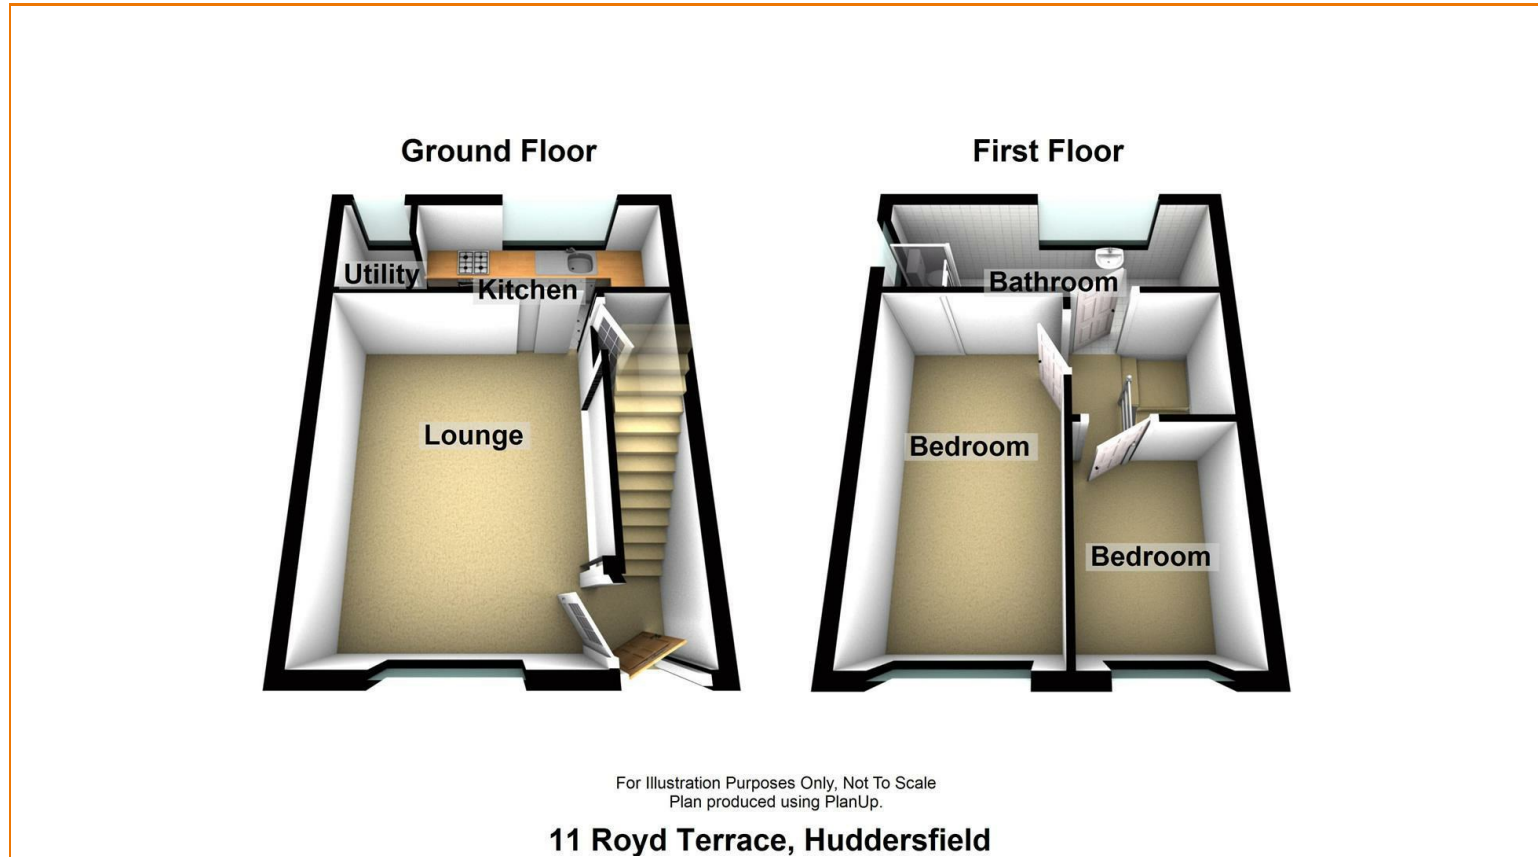 Ground Floor
First Floor
Utility
Kitchen
Lounge
Bathroom
Bedroom
Bedroom
For Illustration Purposes Only, Not To Scale
Plan produced using PlanUp.
11 Royd Terrace, Huddersfield